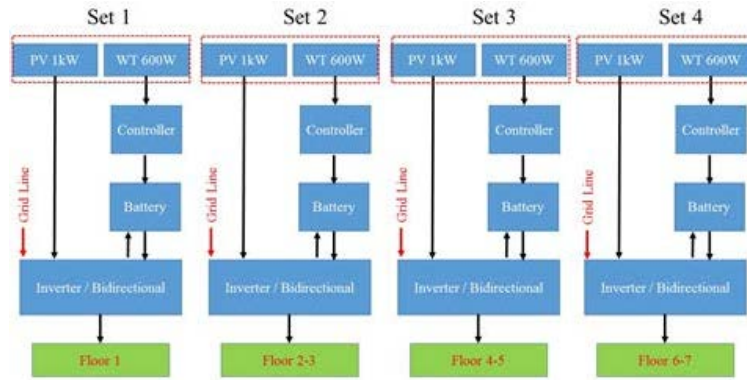 Set 1
Set 2
Set 3
Set 4
PV 1kW
WT 600W
PV 1kW
WT 600W
PV 1kW
WT 600W
PV 1kW
WT 600W
Controller
Controller
Controller
Controller
Grid Line
Battery
Grid Line
Battery
Grid Line
Battery
Grid Line
Battery
Inverter / Bidirectional
Inverter / Bidirectional
Inverter / Bidirectional
Inverter / Bidirectional
Floor 1
Floor 2-3
Floor 4-5
Floor 6-7